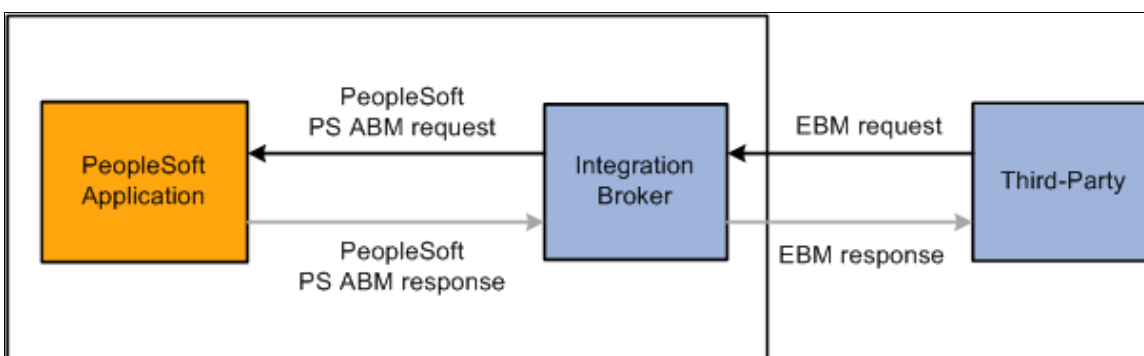 PeopleSoft
PS ABM request
EBM request
PeopleSoft
Application
Integration
Broker
Third-Party
PeopleSoft
PS ABM response
EBM response